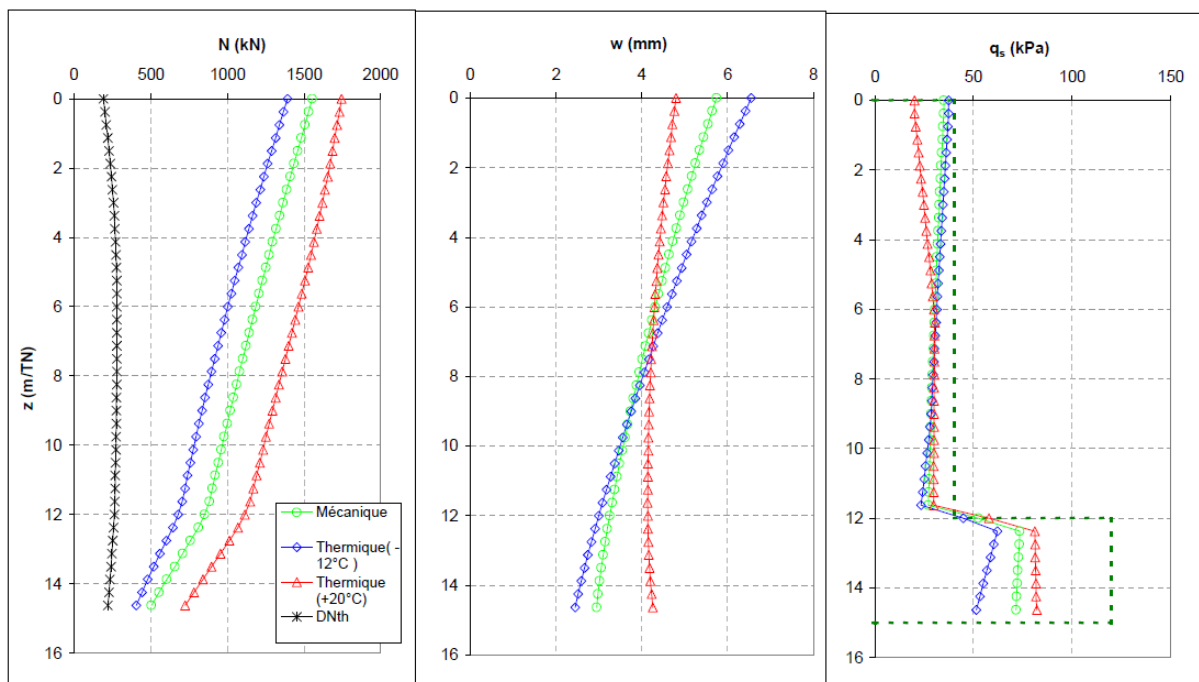 N (kN)
0 500 1000 1500 2000
0
2
4
6
8
10
12
14
16
z (m/TN)
Mécanique
Thermique( -
12°C )
Thermique
(+20°C)
DNth
w (mm)
0 2 4 6 8
0
2
4
6
8
10
12
14
16
qs (kPa)
0 50 100 150
0
2
4
6
8
10
12
14
16